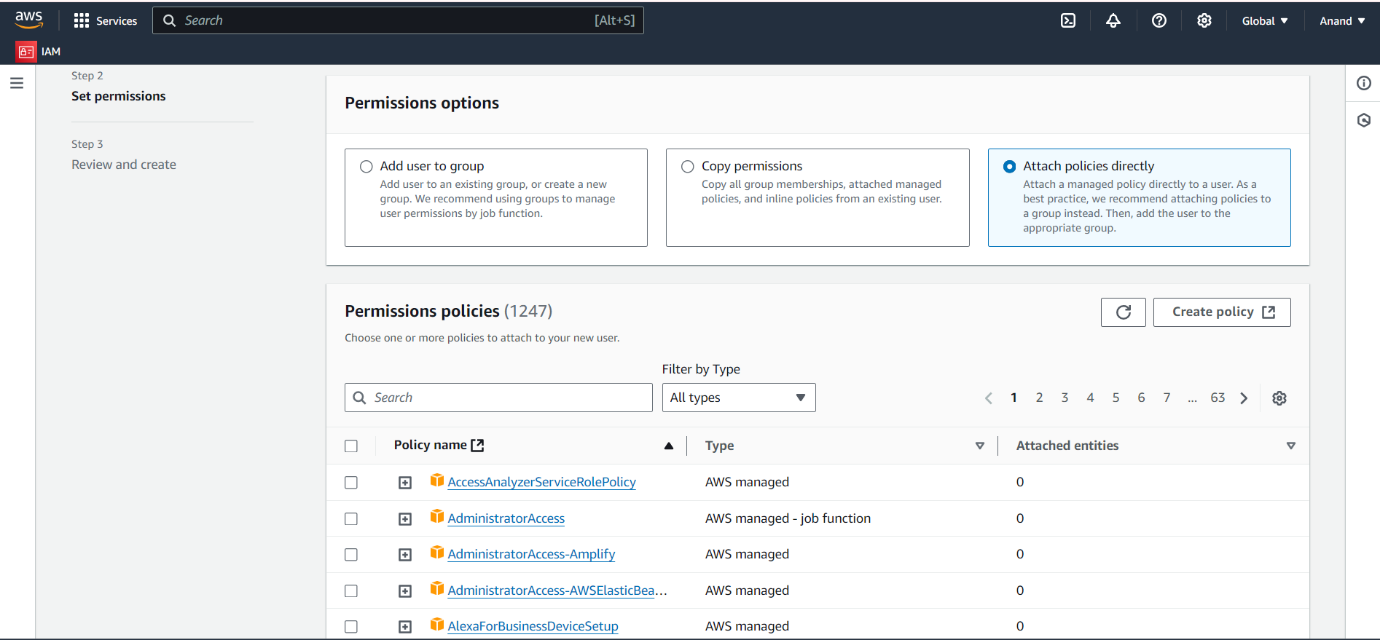 aws
Services
Search
[Alt+S]
Global
Anand
IAM
Step 2
Set permissions
Step 3
Review and create
Permissions options
Add user to group
Add user to an existing group, or create a new
group. We recommend using groups to manage
user permissions by job function.
Copy permissions
Copy all group memberships, attached managed
policies, and inline policies from an existing user.
Attach policies directly
Attach a managed policy directly to a user. As a
best practice, we recommend attaching policies to
a group instead. Then, add the user to the
appropriate group.
Permissions policies (1247)
Create policy
Choose one or more policies to attach to your new user.
Filter by Type
Search
All types
1 2 3 4 5 6 7 ... 63
Policy name Type Attached entities
AccessAnalyzerServiceRolePolicy AWS managed 0
AdministratorAccess AWS managed - job function 0
AdministratorAccess-Amplify AWS managed 0
AdministratorAccess-AWSElasticBea... AWS managed 0
AlexaForBusinessDeviceSetup AWS managed 0